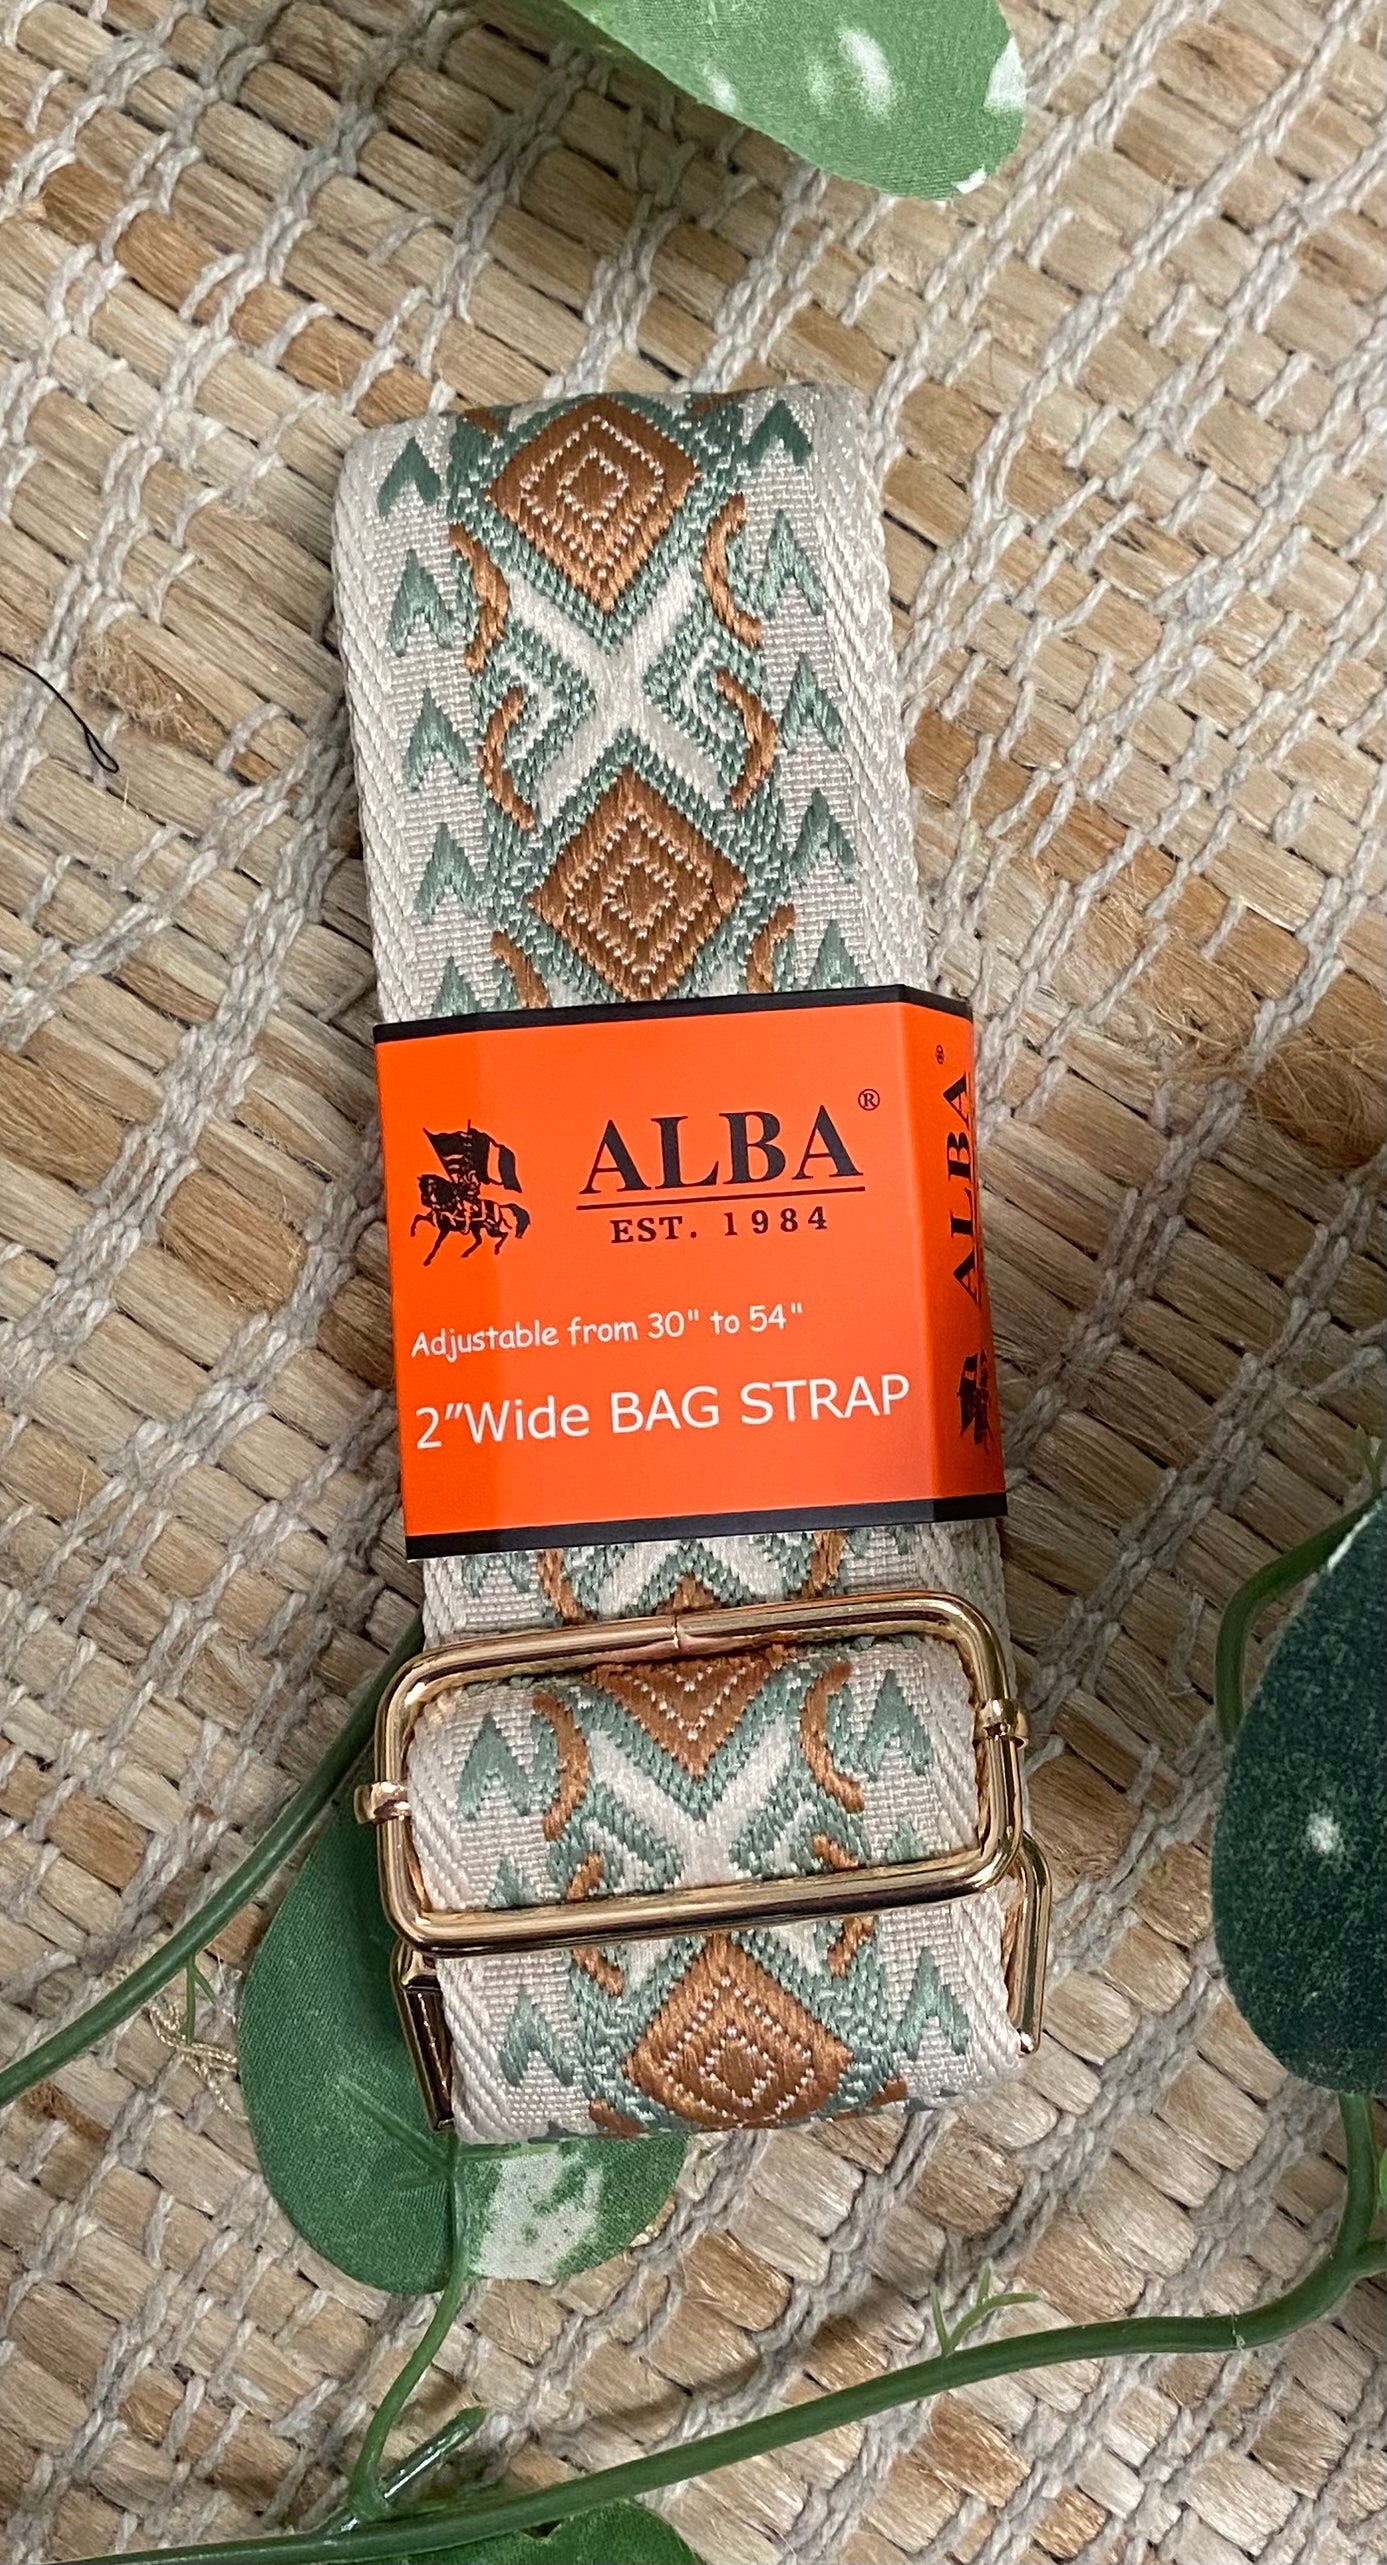 ALBA®
EST. 1984
Adjustable from 30" to 54"
2"Wide BAG STRAP
ALBA®